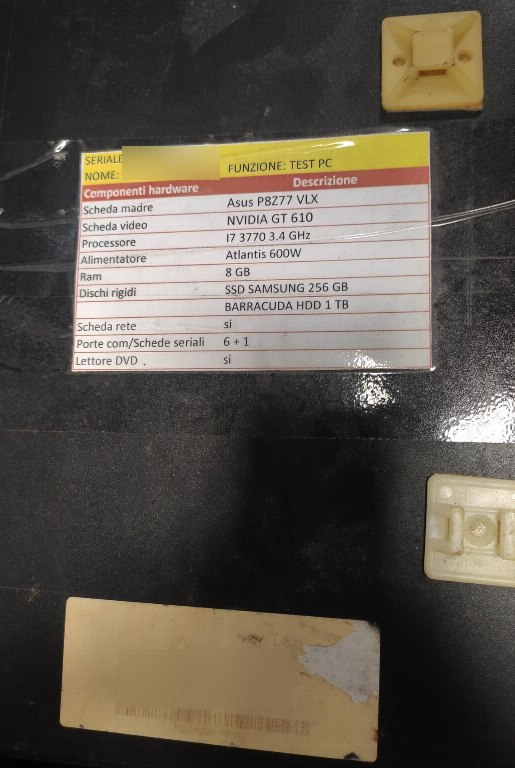 SERIALE
NOME:
FUNZIONE: TEST PC
Componenti hardware Descrizione
Scheda madre Asus P8Z77 VLX
Scheda video NVIDIA GT 610
Processore I7 3770 3.4 GHz
Alimentatore Atlantis 600W
Ram 8 GB
Dischi rigidi SSD SAMSUNG 256 GB
BARRACUDA HDD 1 TB
Scheda rete si
Porte com/Schede seriali 6 + 1
Lettore DVD . si